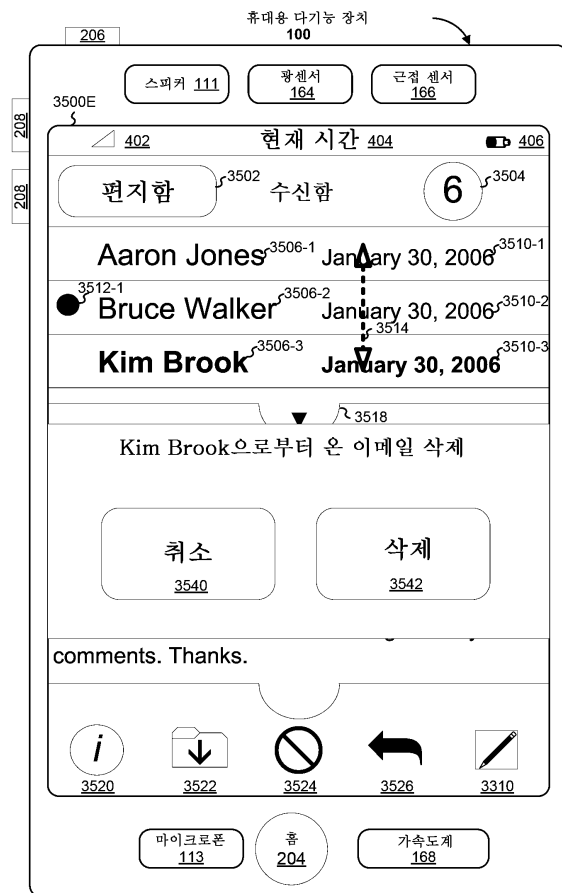 휴대용 다기능 장치
100
206
스피커 111
광센서
164
근접 센서
166
3500E
208
208
402
현재 시간 404
406
편지함
3502
수신함
6
3504
Aaron Jones
3506-1
January 30, 2006
3510-1
3512-1
Bruce Walker
3506-2
January 30, 2006
3510-2
3514
Kim Brook
3506-3
January 30, 2006
3510-3
3518
Kim Brook으로부터 온 이메일 삭제
취소
3540
삭제
3542
comments. Thanks.
i
3520
3522
3524
3526
3310
마이크로폰
113
홈
204
가속도계
168